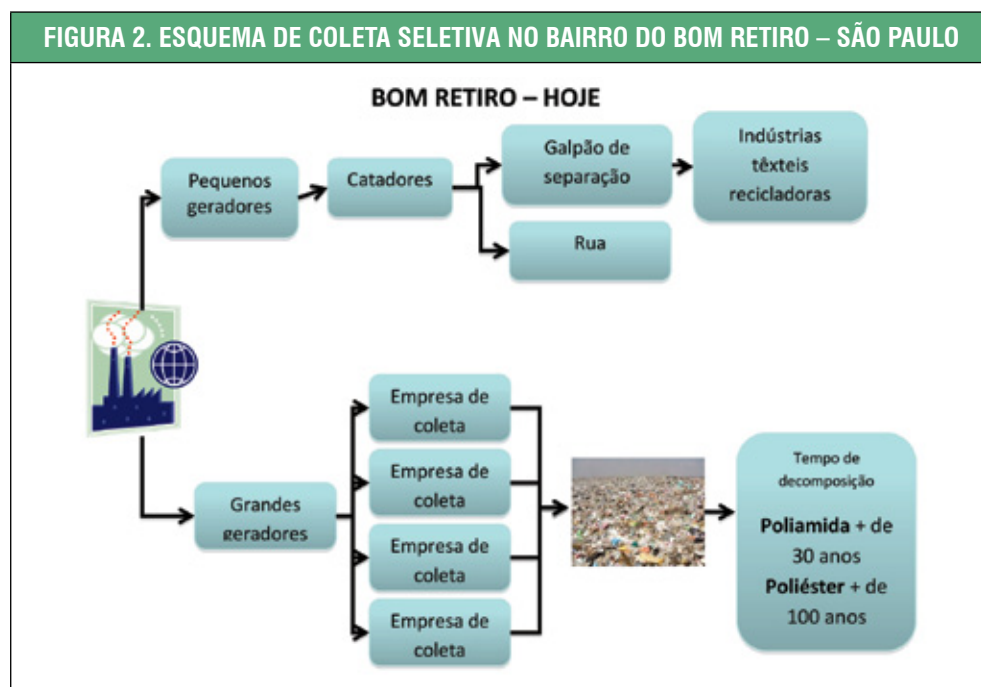 FIGURA 2. ESQUEMA DE COLETA SELETIVA NO BAIRRO DO BOM RETIRO – SÃO PAULO
BOM RETIRO – HOJE
Pequenos
geradores
Catadores
Galpão de
separação
Indústrias
têxteis
recicladoras
Rua
Grandes
geradores
Empresa de
coleta
Empresa de
coleta
Empresa de
coleta
Empresa de
coleta
Tempo de
decomposição
Poliamida + de
30 anos
Poliéster + de
100 anos